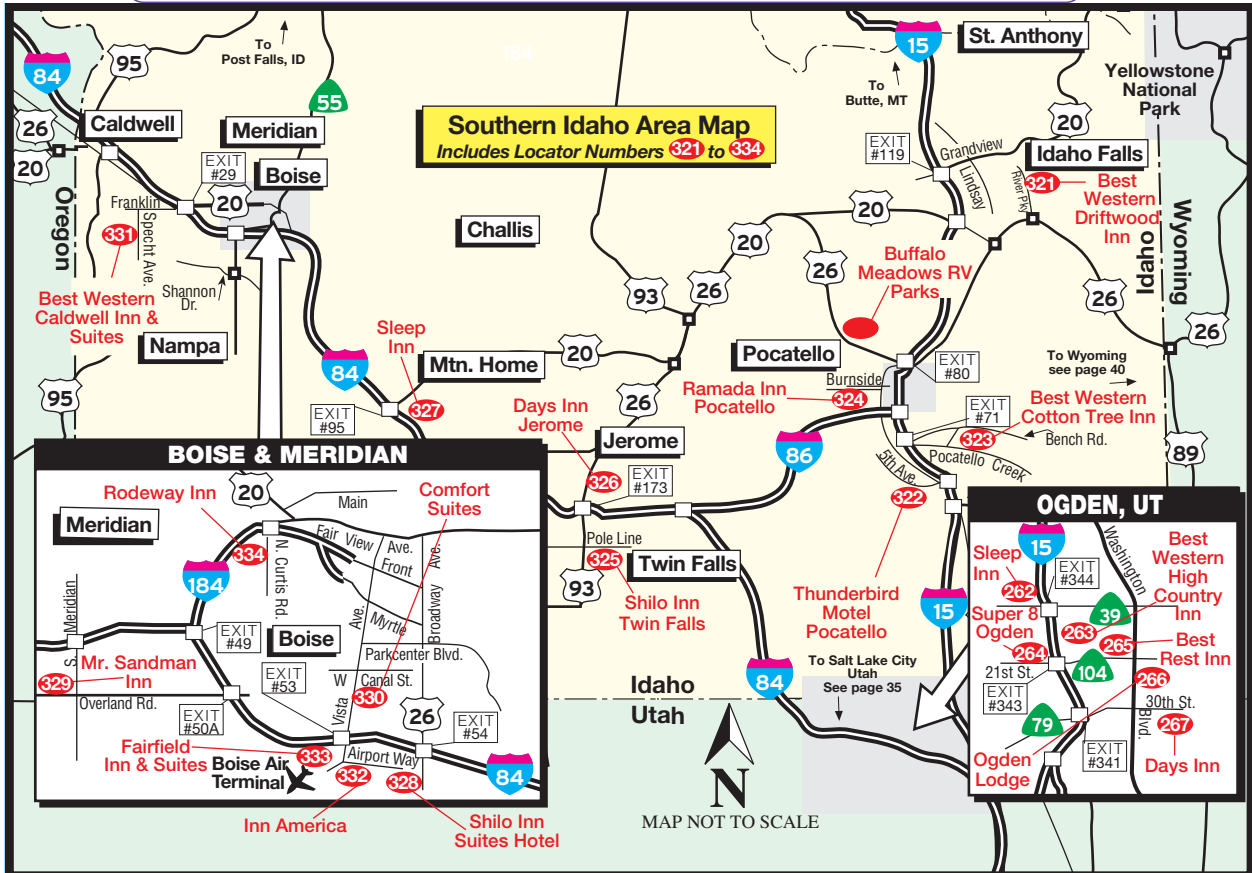 To
Post Falls, ID
84
95
55
15
St. Anthony
To
Butte, MT
Yellowstone
National
Park
26
20
20
Caldwell
Meridian
Boise
EXIT
#29
20
Southern Idaho Area Map
Includes Locator Numbers 321 to 334
EXIT
#119
Grandview
Lindsay
River Pky
20
Idaho Falls
321
Best
Western
Driftwood
Inn
Oregon
Franklin
Specht Ave.
331
Best Western
Caldwell Inn &
Suites
Shannon
Dr.
Nampa
95
Challis
93
26
20
20
26
Buffalo
Meadows RV
Parks
Idaho
Wyoming
26
26
Sleep
Inn
327
84
EXIT
#95
Mtn. Home
20
26
Pocatello
Burnside
EXIT
#80
To Wyoming
see page 40
Ramada Inn
Pocatello
324
EXIT
#71
Best Western
Cotton Tree Inn
323
Bench Rd.
Pocatello Creek
89
Days Inn
Jerome
326
Jerome
EXIT
#173
86
5th Ave.
322
Thunderbird
Motel
Pocatello
Pole Line
325
Twin Falls
93
Shilo Inn
Twin Falls
15
84
To Salt Lake City
Utah
See page 35
Idaho
Utah
N
MAP NOT TO SCALE
BOISE & MERIDIAN
Rodeway Inn
20
Main
Comfort
Suites
Meridian
334
N. Curtis Rd.
Fair View
Ave.
Front
Ave.
Broadway
184
Myrtle
Ave.
Vista
Boise
Parkcenter Blvd.
S. Meridian
EXIT
#49
Mr. Sandman
Inn
329
Overland Rd.
EXIT
#53
W
Canal St.
330
26
EXIT
#54
EXIT
#50A
Fairfield
Inn & Suites
333
Boise Air
Terminal
Airport Way
332
328
84
Inn America
Shilo Inn
Suites Hotel
OGDEN, UT
15
Washington
Blvd.
Sleep
Inn
262
EXIT
#344
Best
Western
High
Country
Inn
39
263
Super 8
Ogden
264
265
Best
Rest Inn
21st St.
104
EXIT
#343
266
30th St.
79
267
EXIT
#341
Ogden
Lodge
Days Inn